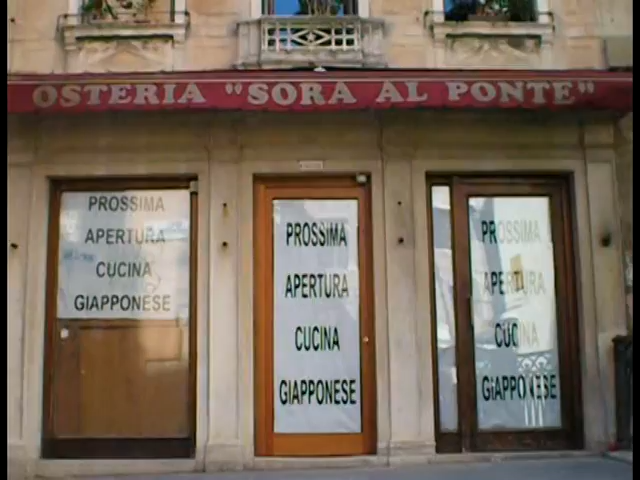 OSTERIA "SORA AL PONTE"
PROSSIMA
APERTURA
CUCINA
GIAPPONESE
PROSSIMA
APERTURA
CUCINA
GIAPPONESE
PROSSIMA
APERTURA
CUCINA
GIAPPONESE